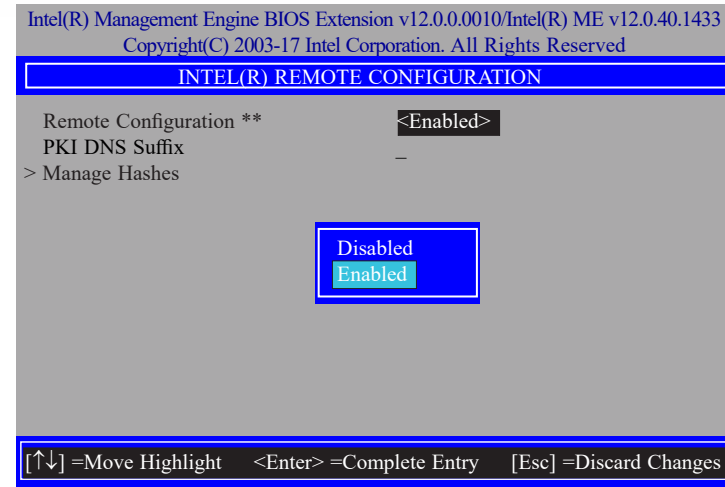 Intel(R) Management Engine BIOS Extension v12.0.0.0010/Intel(R) ME v12.0.40.1433
Copyright(C) 2003-17 Intel Corporation. All Rights Reserved
INTEL(R) REMOTE CONFIGURATION
Remote Configuration ** <Enabled>
PKI DNS Suffix _
> Manage Hashes
Disabled
Enabled
[↑↓] =Move Highlight <Enter> =Complete Entry [Esc] =Discard Changes